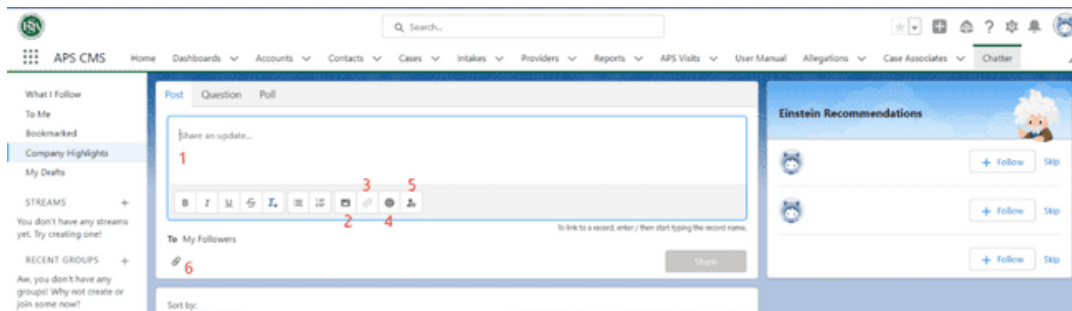 Search...
APS CMS Home Dashboards Accounts Contacts Cases Intakes Providers Reports APS Visits User Manual Allegations Case Associates Chatter
What I Follow
To Me
Bookmarked
Company Highlights
My Drafts
STREAMS +
You don't have any streams
yet. Try creating one!
RECENT GROUPS +
Aw, you don't have any
groups! Why not create or
join some now?
Post Question Poll
Share an update...
1
3 5
B I U S
2 4
To link to a record, enter / then start typing the record name.
To My Followers
6
Share
Sort by:
Einstein Recommendations
+ Follow Skip
+ Follow Skip
+ Follow Skip